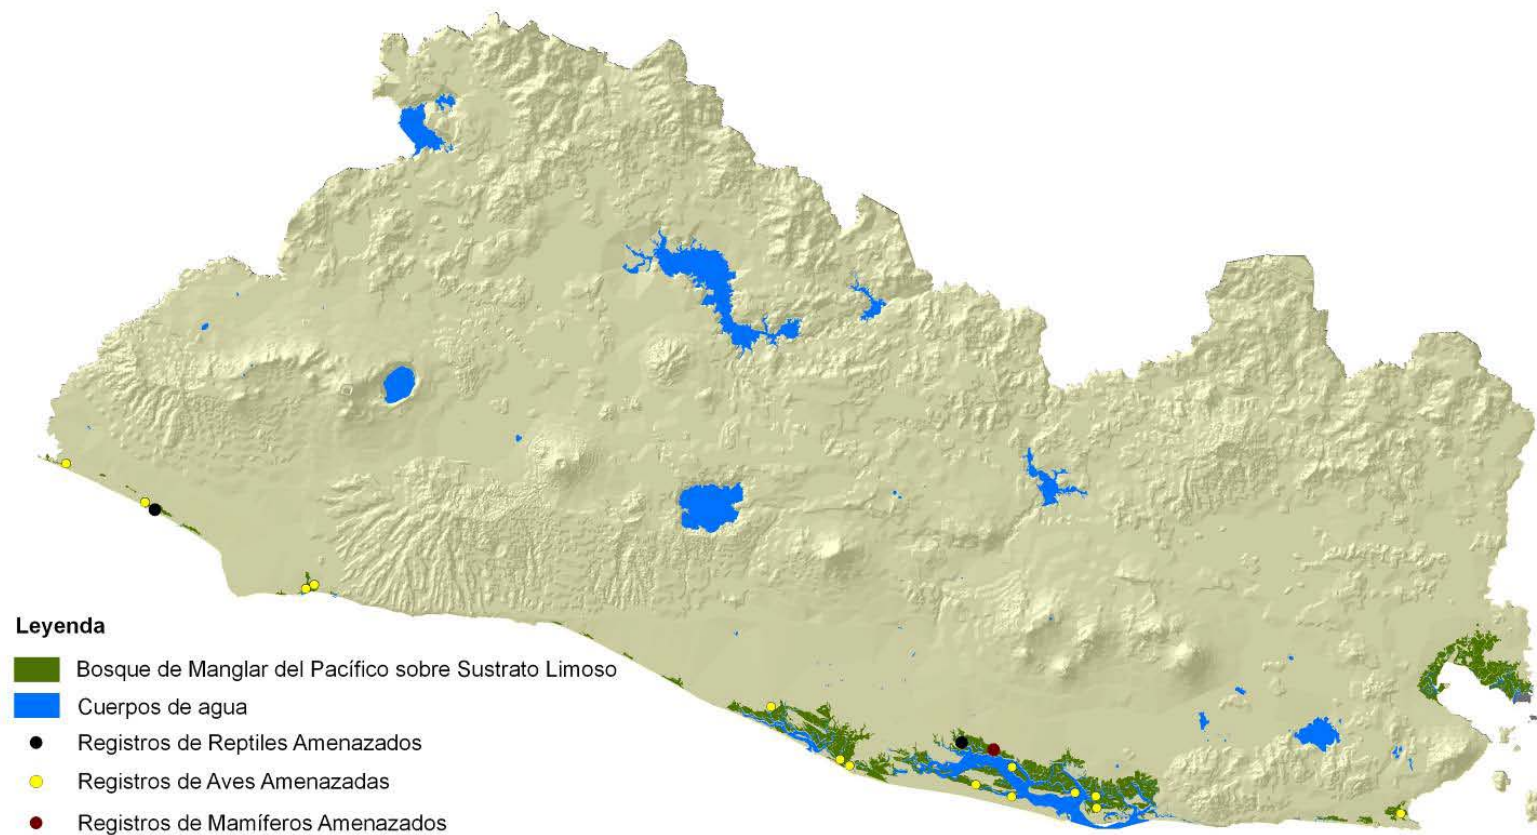 Leyenda
Bosque de Manglar del Pacífico sobre Sustrato Limoso
Cuerpos de agua
Registros de Reptiles Amenazados
Registros de Aves Amenazadas
Registros de Mamíferos Amenazados